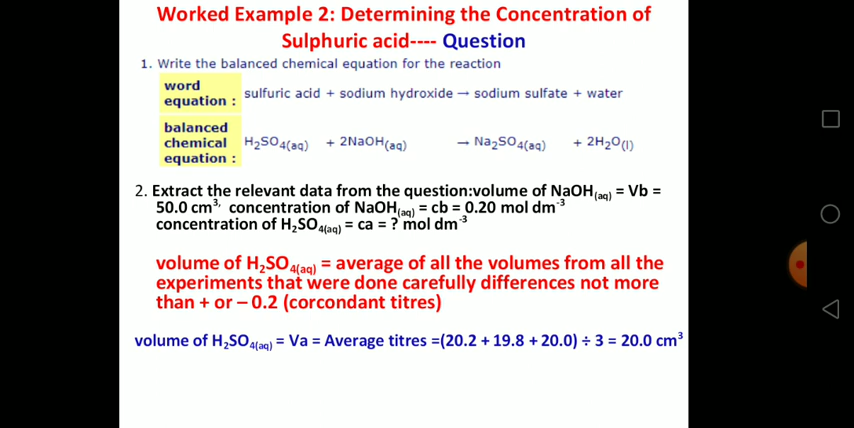 Worked Example 2: Determining the Concentration of
Sulphuric acid---- Question
1. Write the balanced chemical equation for the reaction
word
equation : sulfuric acid + sodium hydroxide → sodium sulfate + water
balanced
chemical H₂SO₄(aq) + 2NaOH(aq) → Na₂SO₄(aq) + 2H₂O(l)
equation :
2. Extract the relevant data from the question:volume of NaOH(aq) = Vb =
50.0 cm³, concentration of NaOH(aq) = cb = 0.20 mol dm⁻³
concentration of H₂SO₄(aq) = ca = ? mol dm⁻³
volume of H₂SO₄(aq) = average of all the volumes from all the
experiments that were done carefully differences not more
than + or – 0.2 (corcondant titres)
volume of H₂SO₄(aq) = Va = Average titres =(20.2 + 19.8 + 20.0) ÷ 3 = 20.0 cm³